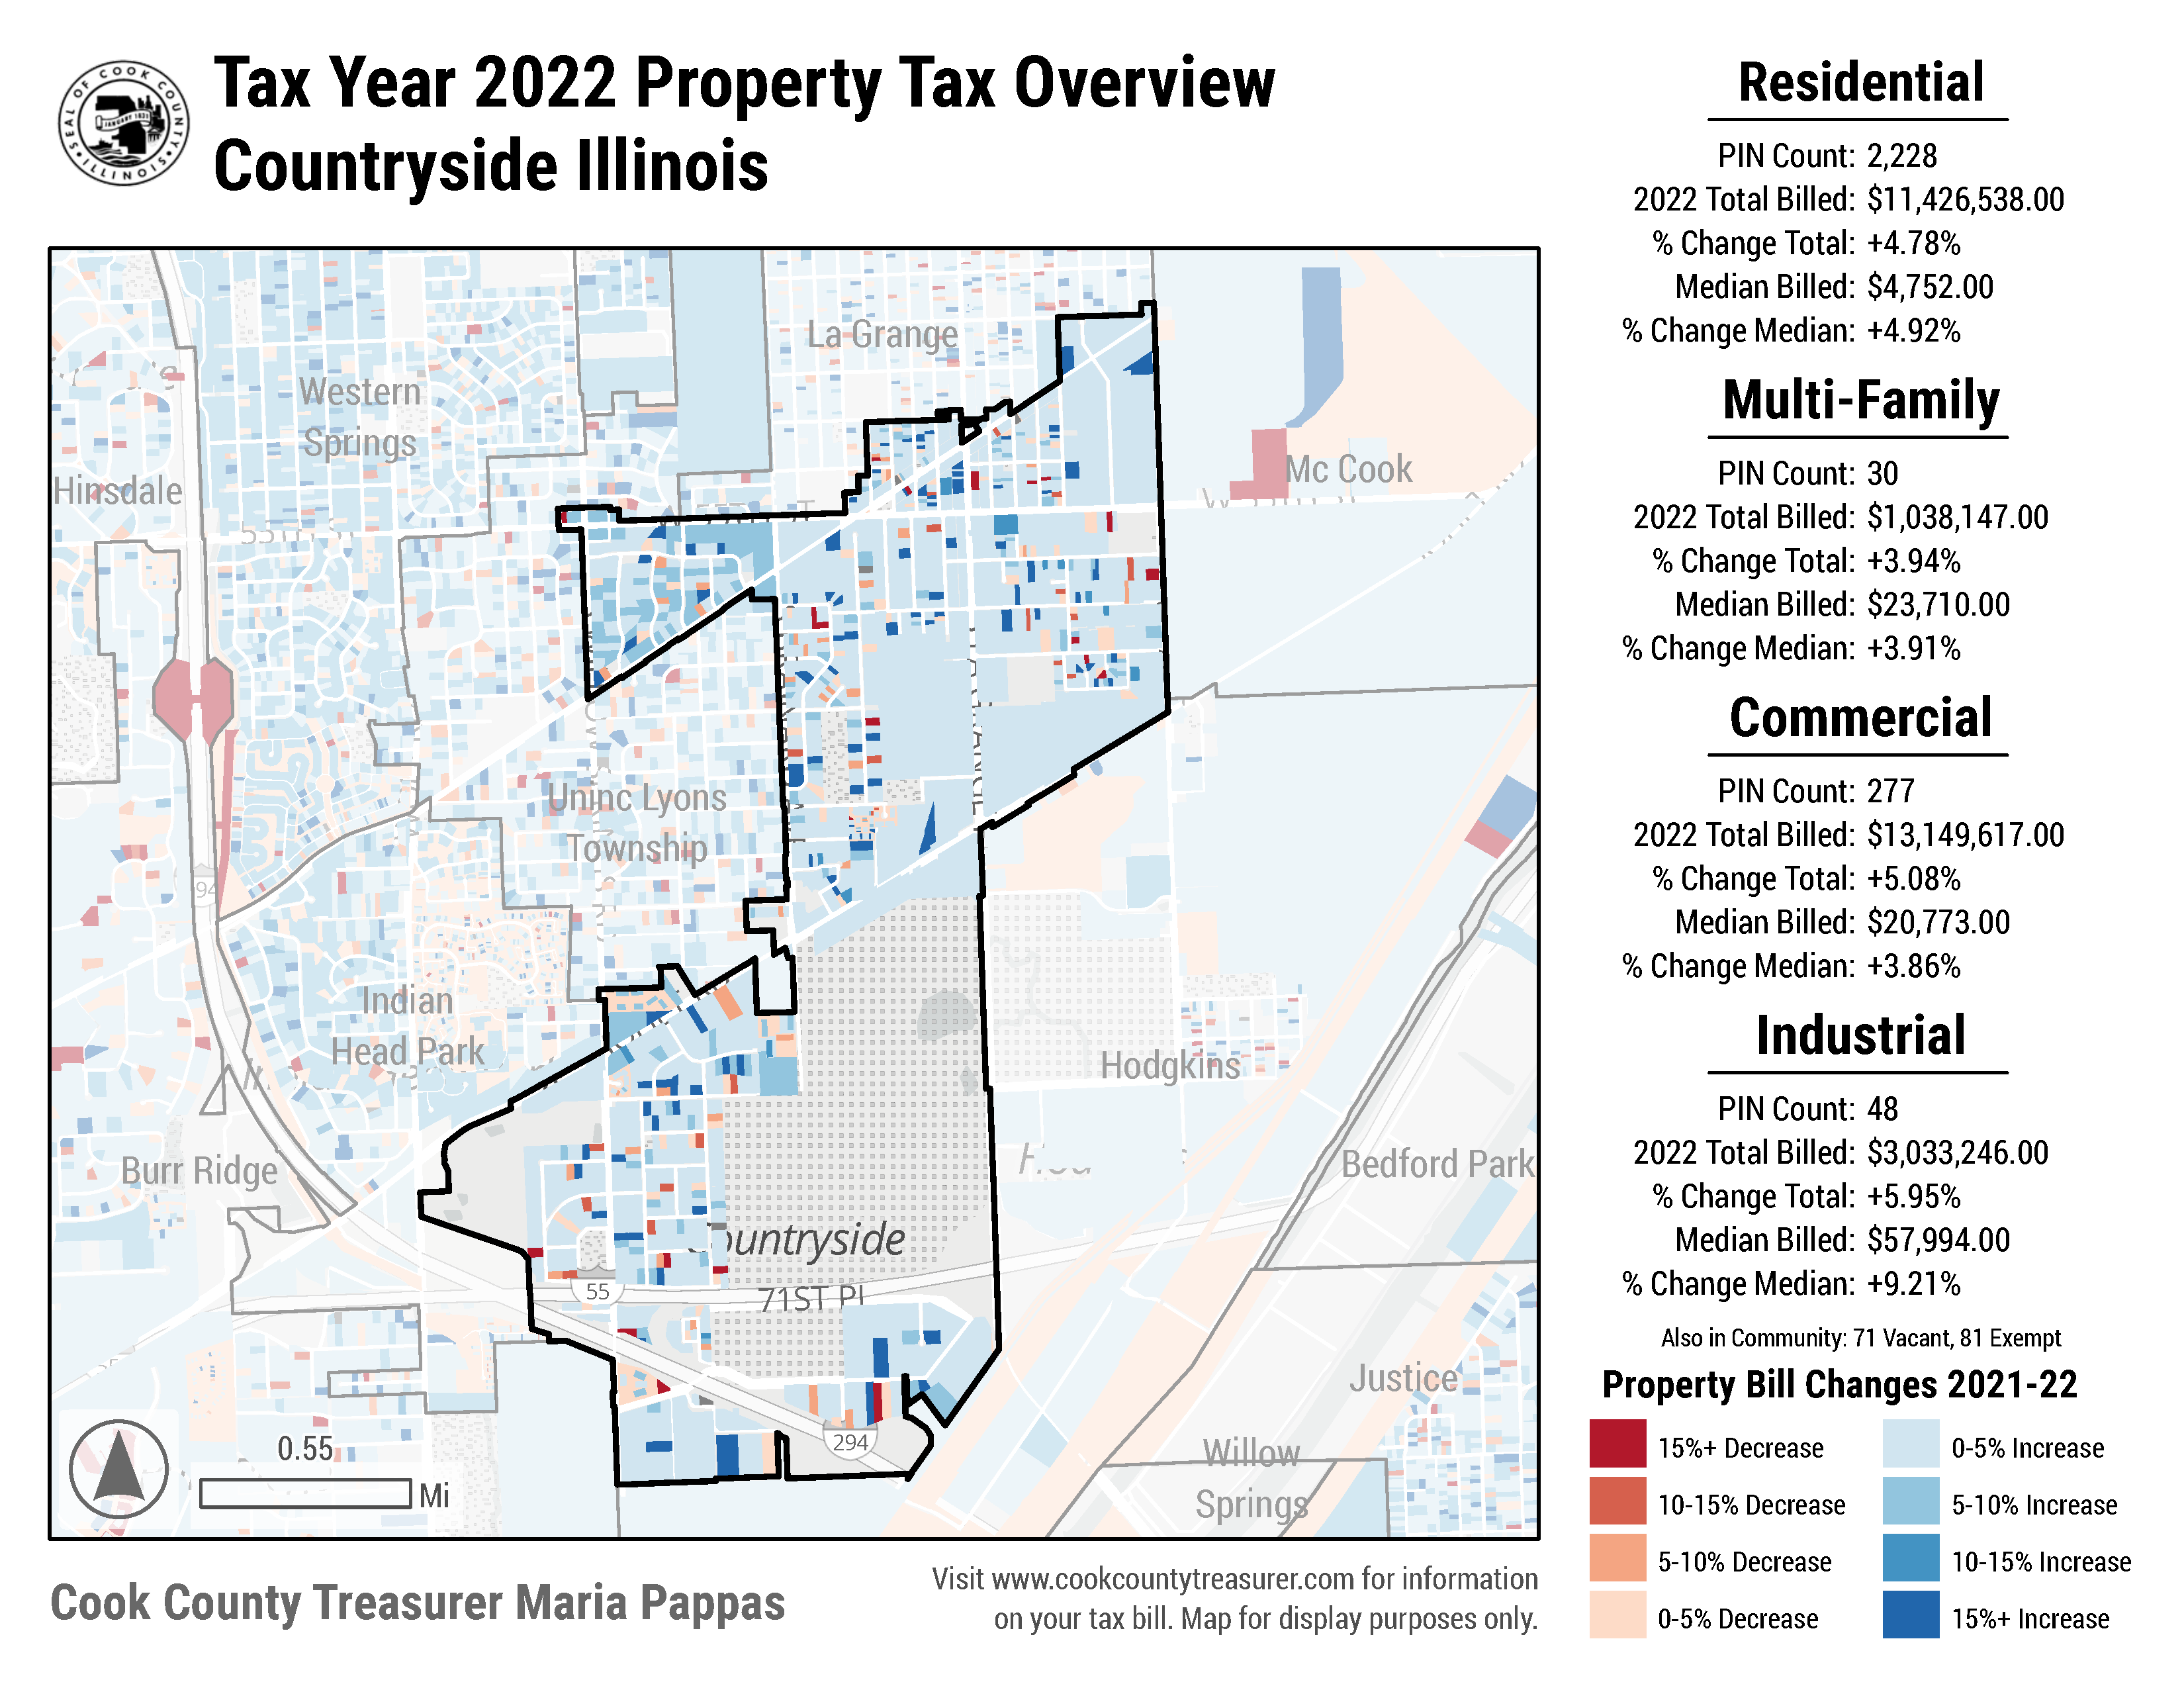 Tax Year 2022 Property Tax Overview
Countryside Illinois
SEAL OF COOK COUNTY
ILLINOIS
JANUARY 1831
Residential
PIN Count: 2,228
2022 Total Billed: $11,426,538.00
% Change Total: +4.78%
Median Billed: $4,752.00
% Change Median: +4.92%
Multi-Family
PIN Count: 30
2022 Total Billed: $1,038,147.00
% Change Total: +3.94%
Median Billed: $23,710.00
% Change Median: +3.91%
Commercial
PIN Count: 277
2022 Total Billed: $13,149,617.00
% Change Total: +5.08%
Median Billed: $20,773.00
% Change Median: +3.86%
Industrial
PIN Count: 48
2022 Total Billed: $3,033,246.00
% Change Total: +5.95%
Median Billed: $57,994.00
% Change Median: +9.21%
Also in Community: 71 Vacant, 81 Exempt
Property Bill Changes 2021-22
15%+ Decrease
10-15% Decrease
5-10% Decrease
0-5% Decrease
0-5% Increase
5-10% Increase
10-15% Increase
15%+ Increase
La Grange
Western
Springs
Hinsdale
Mc Cook
55TH ST
Uninc Lyons
Township
94
Indian
Head Park
Hodgkins
Burr Ridge
Bedford Park
Countryside
55
71ST PL
Justice
294
Willow
Springs
0.55
Mi
Cook County Treasurer Maria Pappas
Visit www.cookcountytreasurer.com for information
on your tax bill. Map for display purposes only.